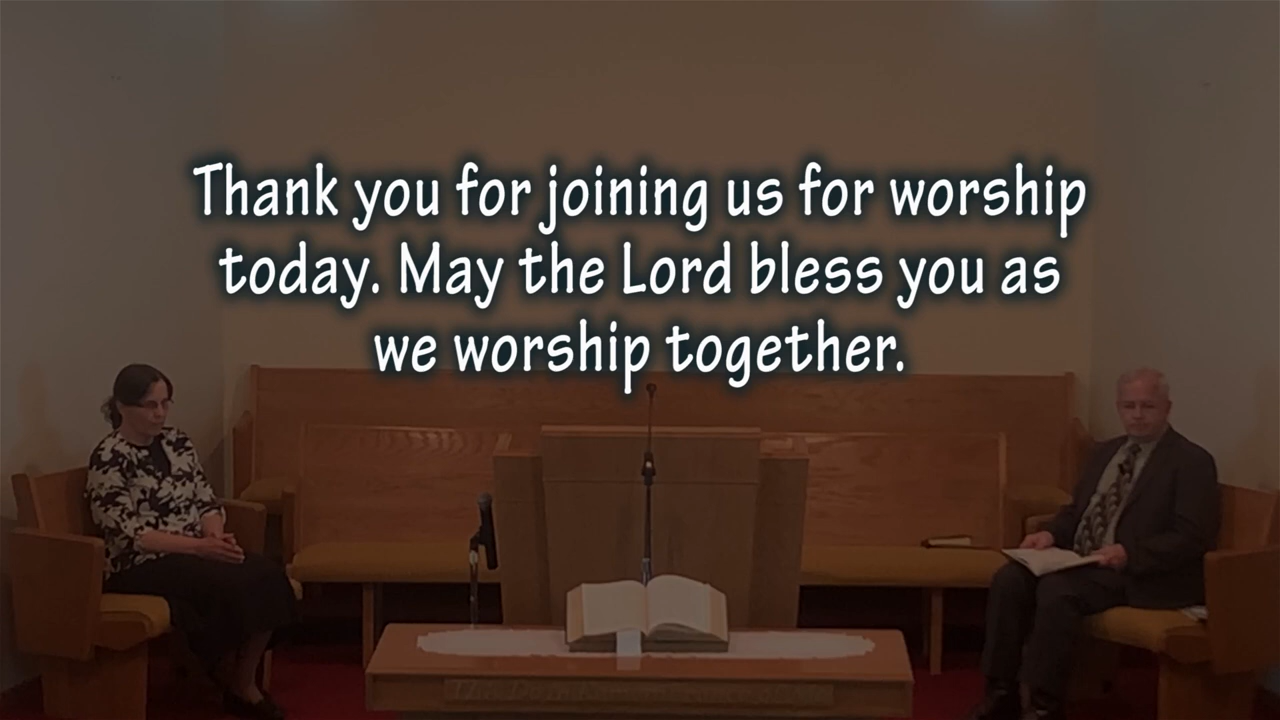 Thank you for joining us for worship
today. May the Lord bless you as
we worship together.